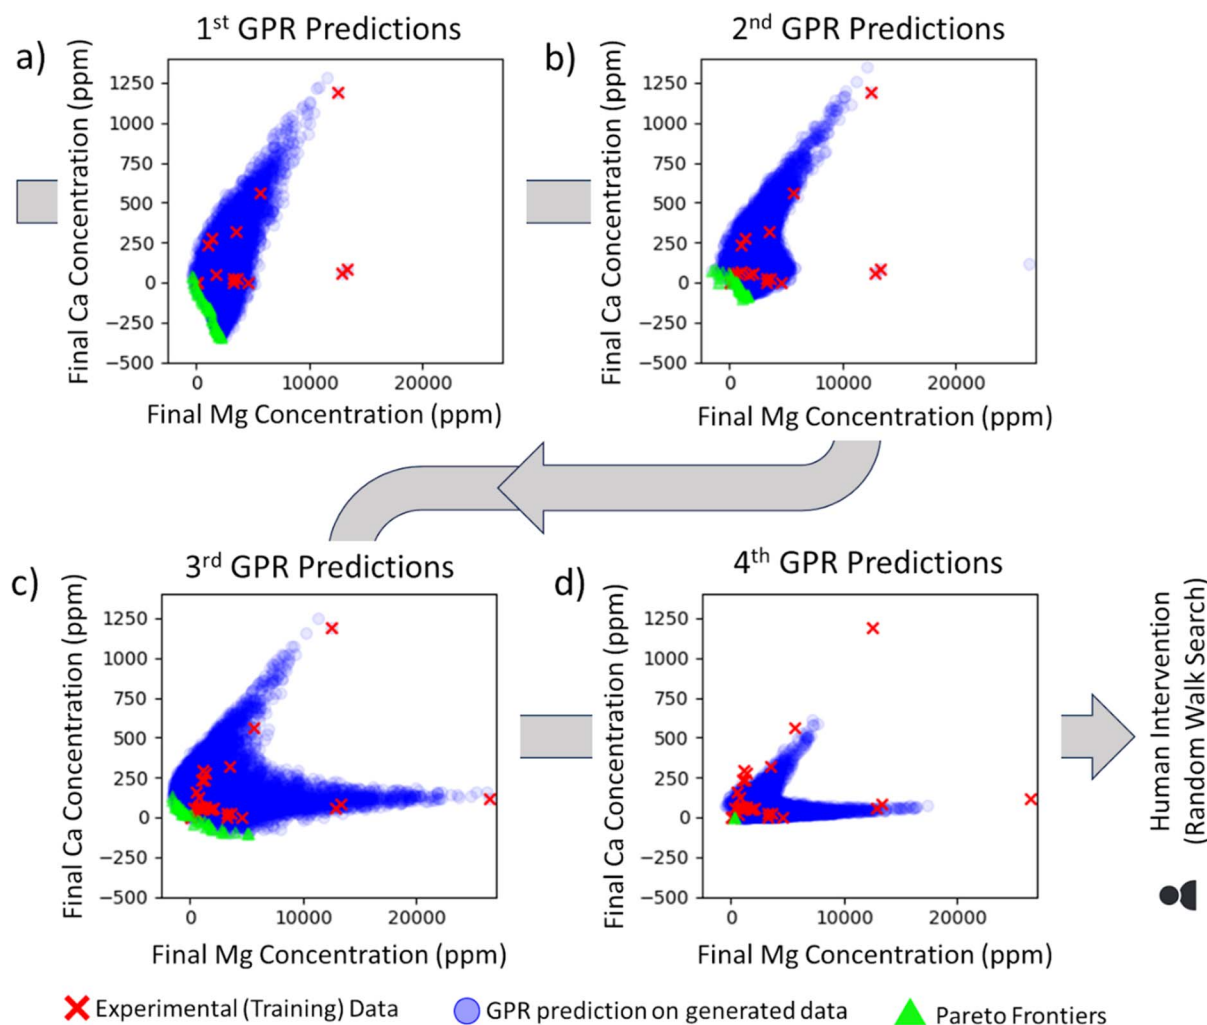 1st GPR Predictions
2nd GPR Predictions
a)
b)
Final Ca Concentration (ppm)
1250
1000
750
500
250
0
−250
−500
0
10000
20000
Final Mg Concentration (ppm)
Final Ca Concentration (ppm)
1250
1000
750
500
250
0
−250
−500
0
10000
20000
Final Mg Concentration (ppm)
3rd GPR Predictions
4th GPR Predictions
c)
d)
Final Ca Concentration (ppm)
1250
1000
750
500
250
0
−250
−500
0
10000
20000
Final Mg Concentration (ppm)
Final Ca Concentration (ppm)
1250
1000
750
500
250
0
−250
−500
0
10000
20000
Final Mg Concentration (ppm)
Human Intervention
(Random Walk Search)
Experimental (Training) Data
GPR prediction on generated data
Pareto Frontiers